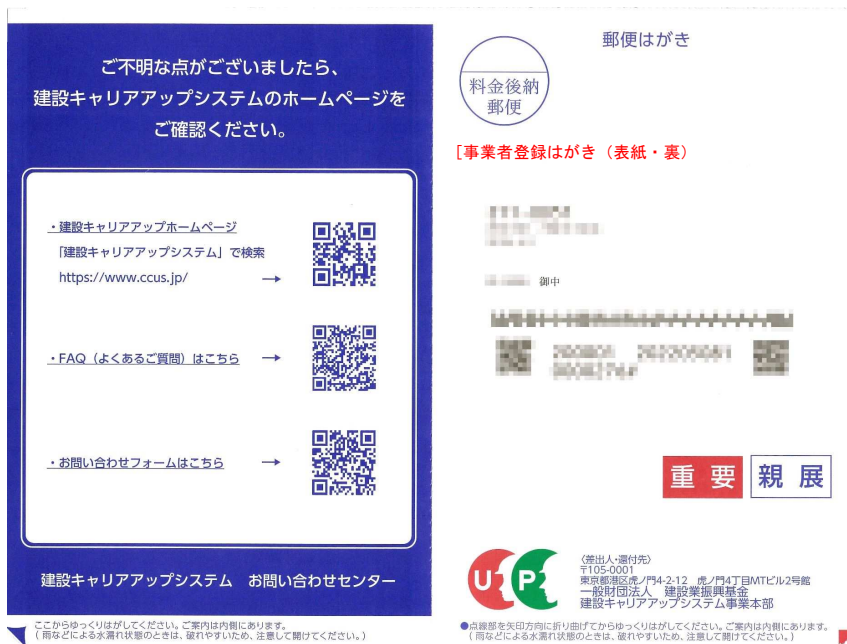 ご不明な点がございましたら、
建設キャリアアップシステムのホームページを
ご確認ください。
・建設キャリアアップホームページ
「建設キャリアアップシステム」で検索
https://www.ccus.jp/ →
・FAQ（よくあるご質問）はこちら →
・お問い合わせフォームはこちら →
建設キャリアアップシステム お問い合わせセンター
ここからゆっくりはがしてください。ご案内は内側にあります。
（雨などによる水濡れ状態のときは、破れやすいため、注意して開けてください。）
郵便はがき
料金後納
郵便
[事業者登録はがき（表紙・裏）
御中
重要 親展
UP
〈差出人・還付先〉
〒105-0001
東京都港区虎ノ門4-2-12 虎ノ門4丁目MTビル2号館
一般財団法人 建設業振興基金
建設キャリアアップシステム事業本部
●点線部を矢印方向に折り曲げてからゆっくりはがしてください。ご案内は内側にあります。
（雨などによる水濡れ状態のときは、破れやすいため、注意して開けてください。）